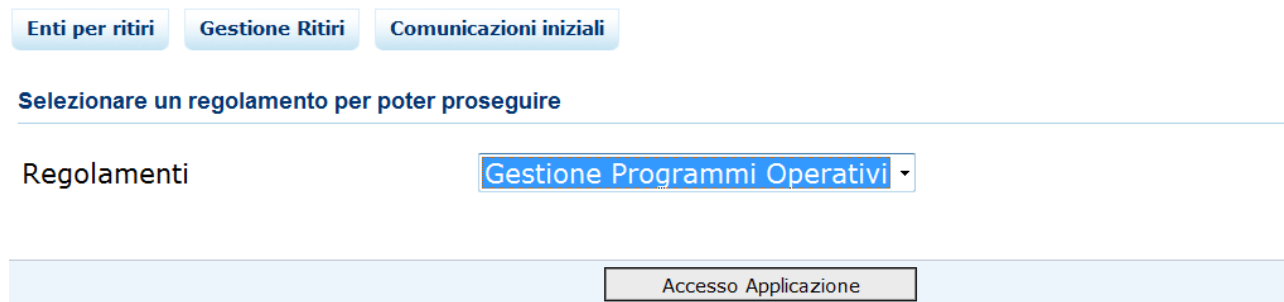 Enti per ritiri Gestione Ritiri Comunicazioni iniziali
Selezionare un regolamento per poter proseguire
Regolamenti Gestione Programmi Operativi
Accesso Applicazione